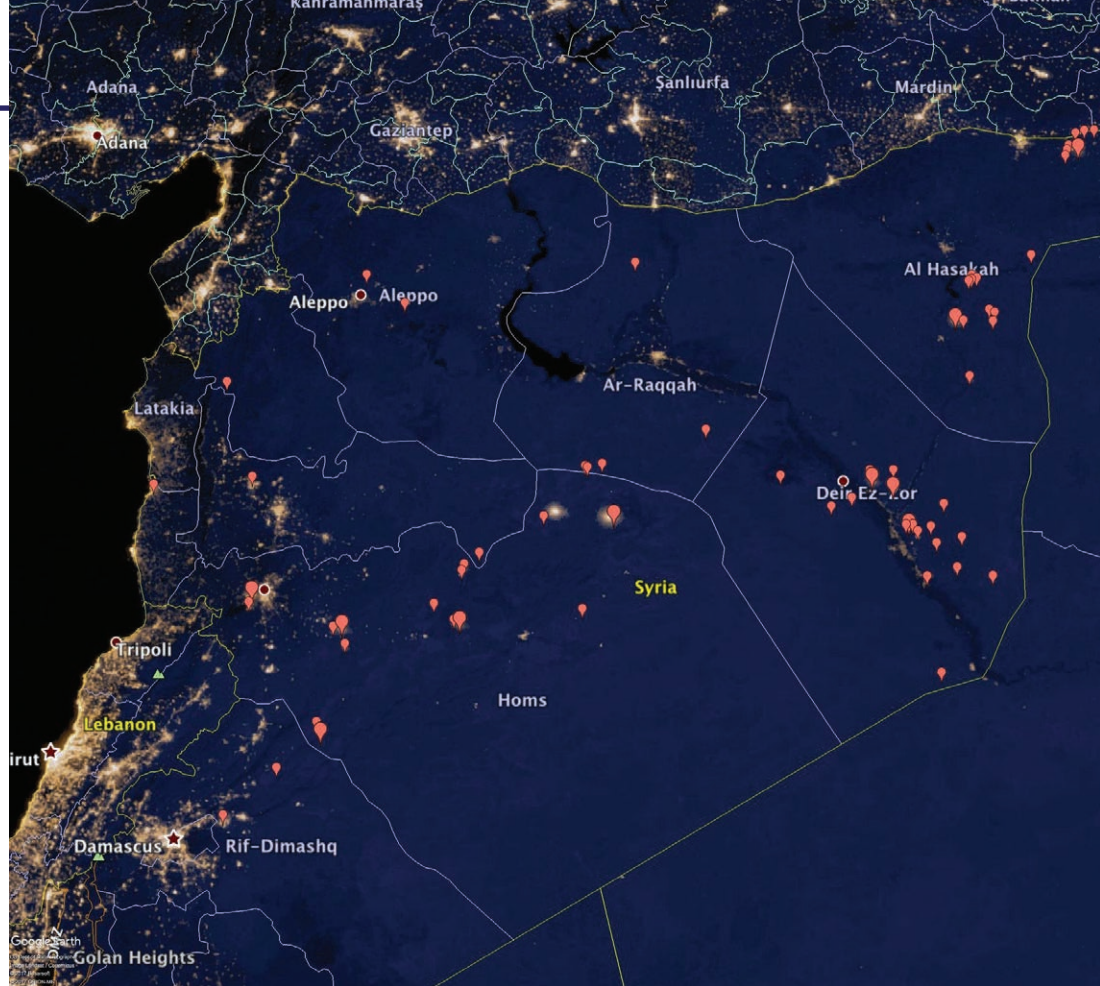 Kahramanmaraş
Batman
Adana
Şanlıurfa
Mardin
Gaziantep
Adana
Al Hasakah
Aleppo
Aleppo
Ar-Raqqah
Latakia
Deir Ez-Zor
Syria
Tripoli
Homs
Lebanon
irut
Damascus
Rif-Dimashq
Google Earth
Golan Heights